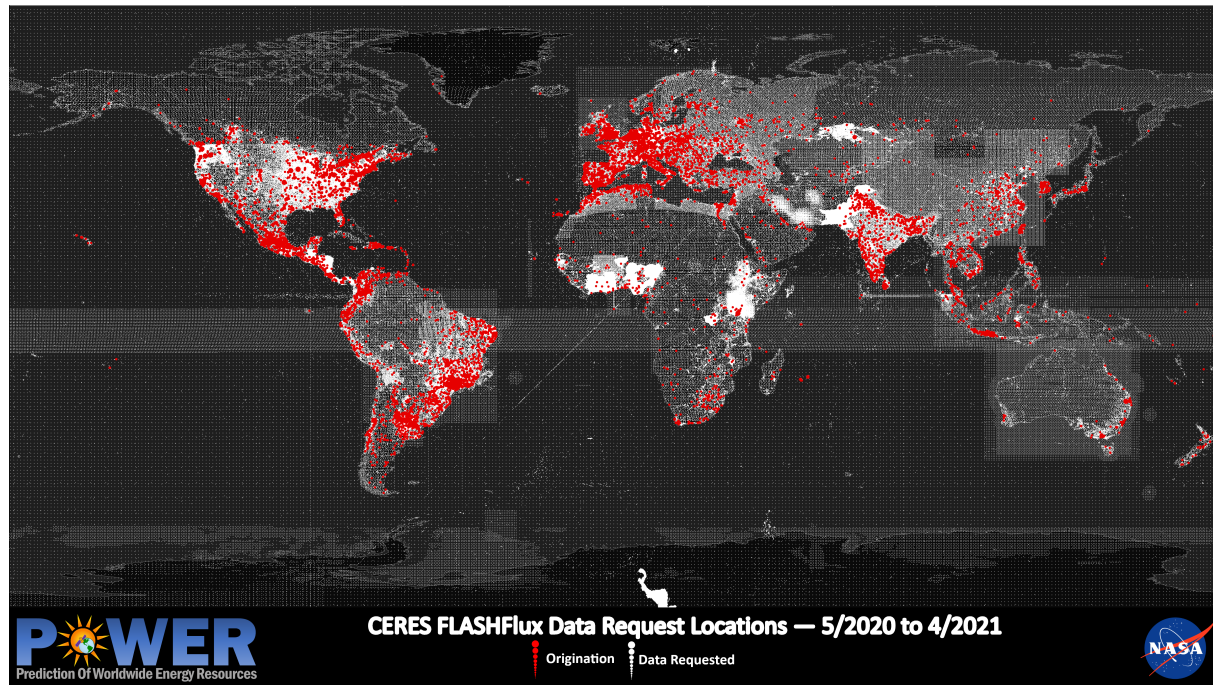 CERES FLASHFlux Data Request Locations — 5/2020 to 4/2021
POWER
Prediction Of Worldwide Energy Resources
Origination
Data Requested
NASA